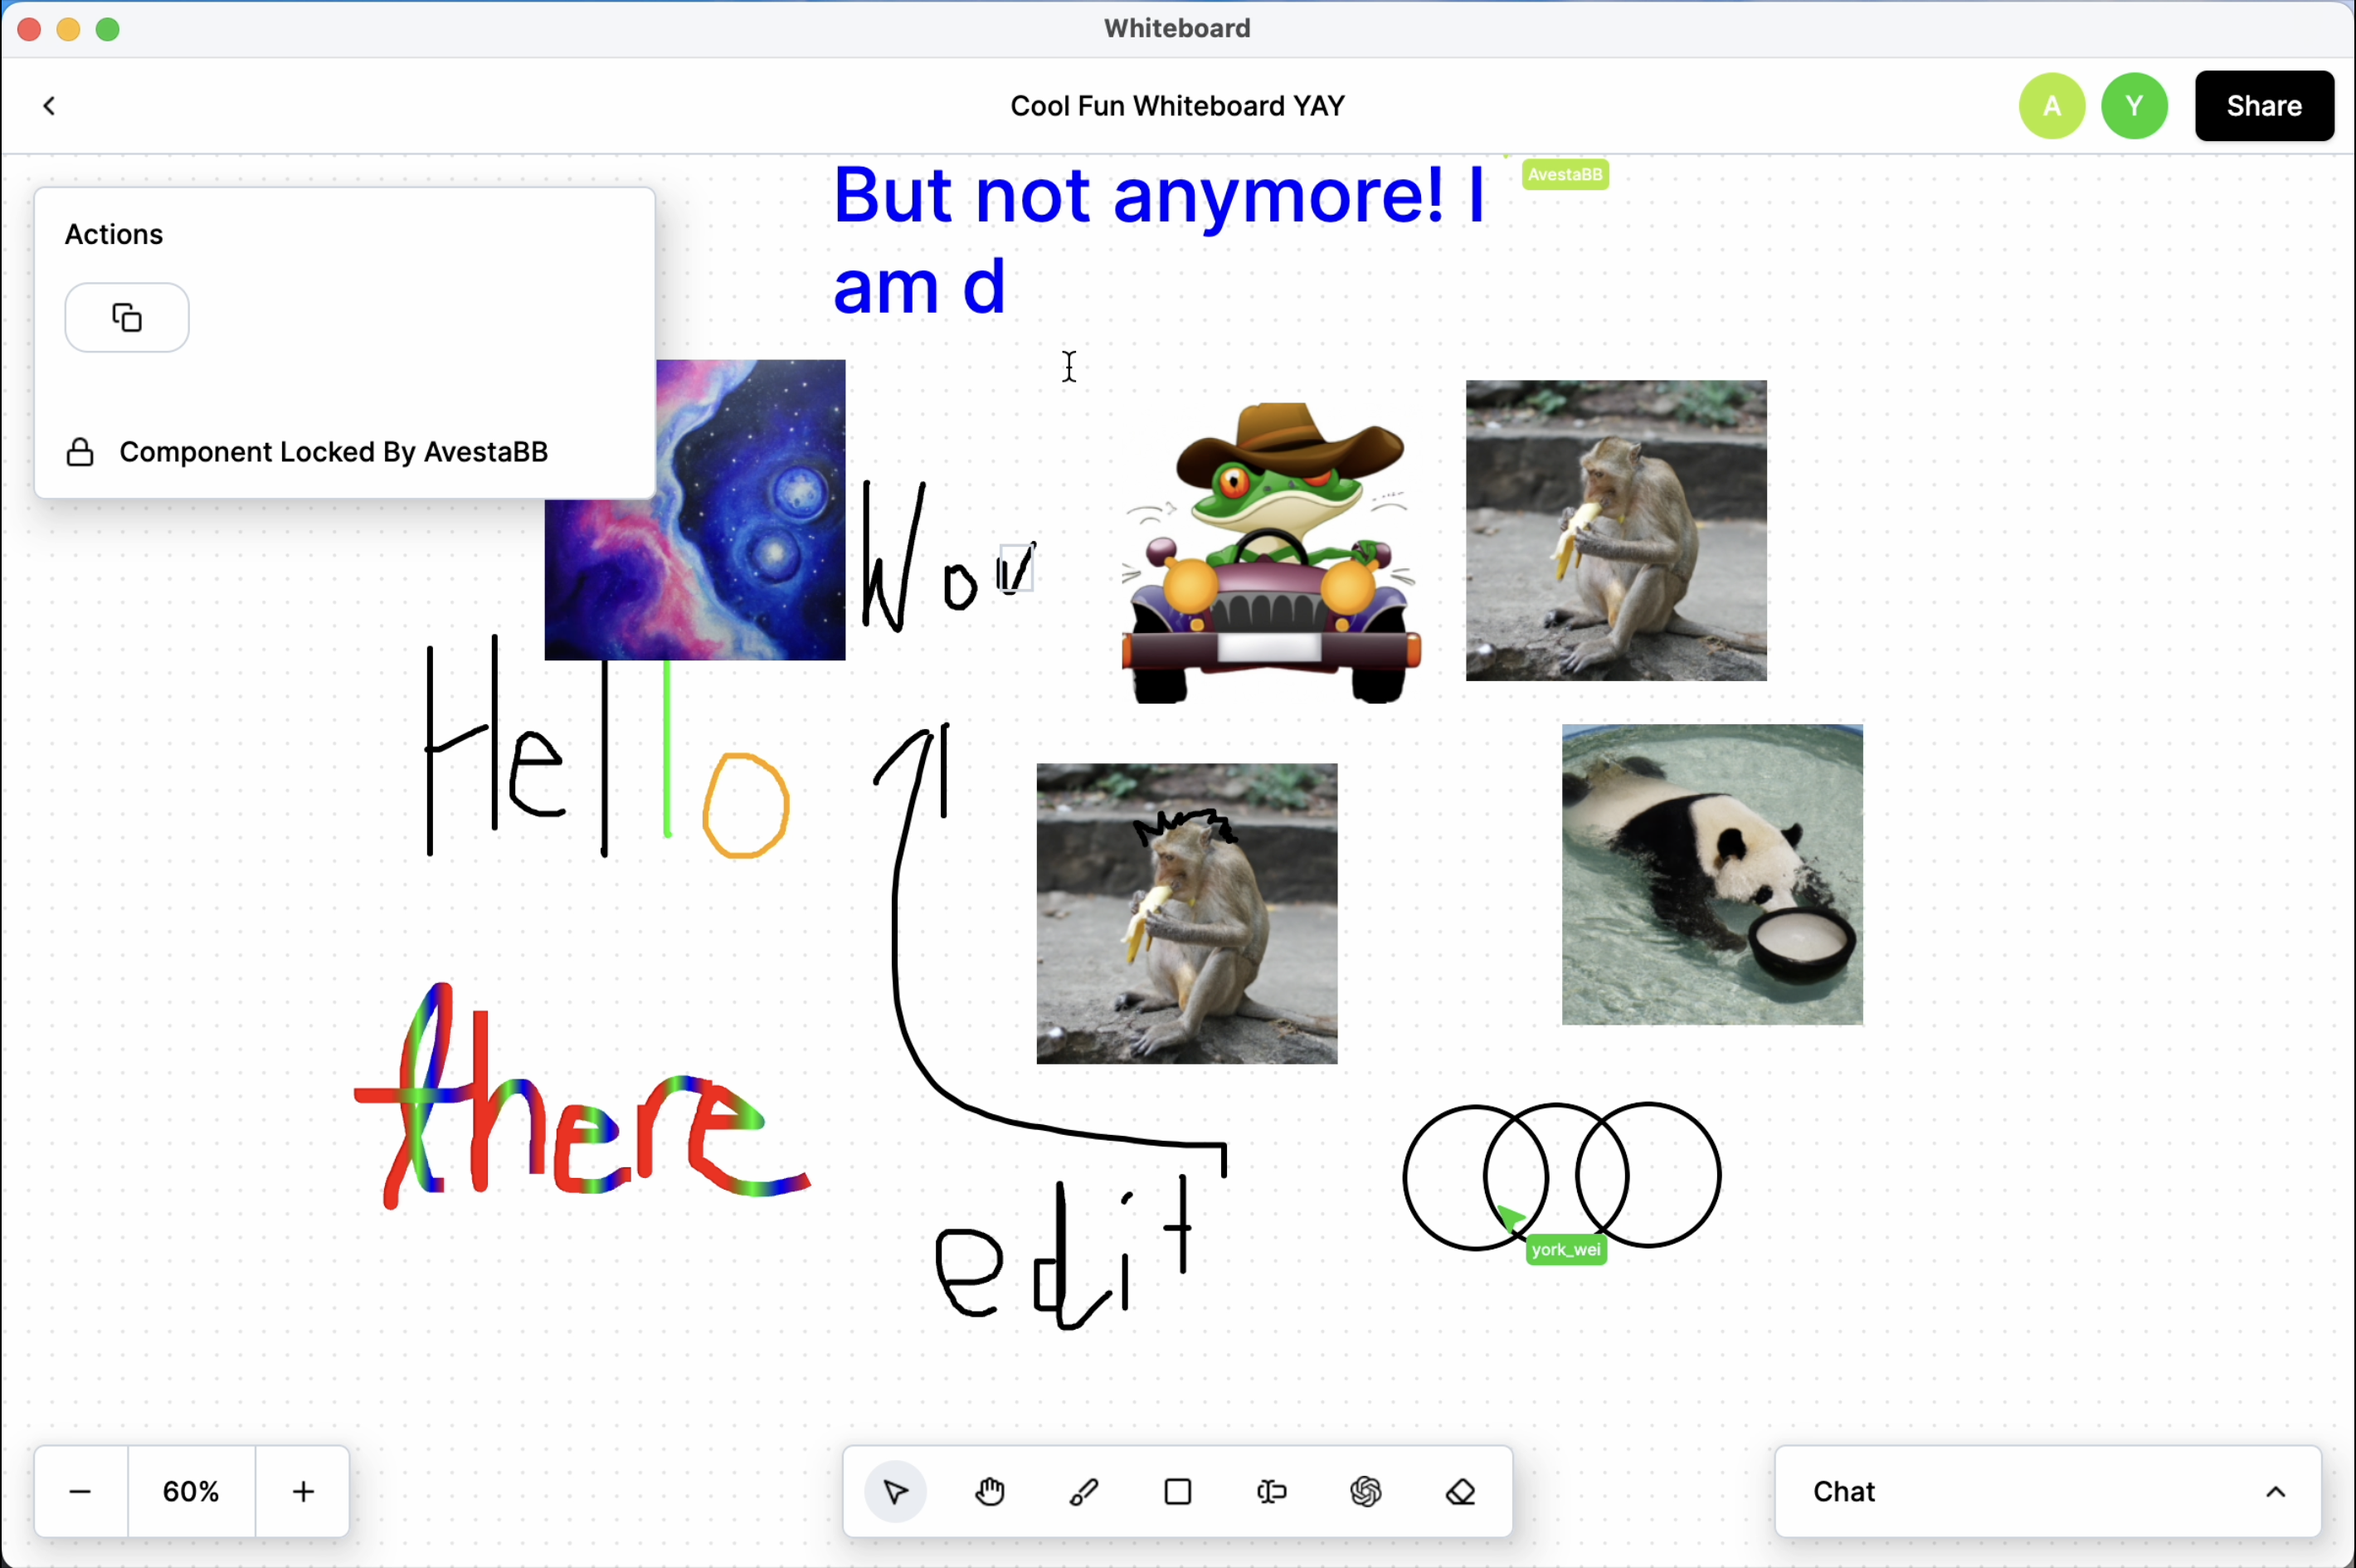 Whiteboard
Cool Fun Whiteboard YAY
A
Y
Share
But not anymore! I
am d
AvestaBB
Actions
Component Locked By AvestaBB
Wov
Hello
there
edit
york_wei
60%
Chat